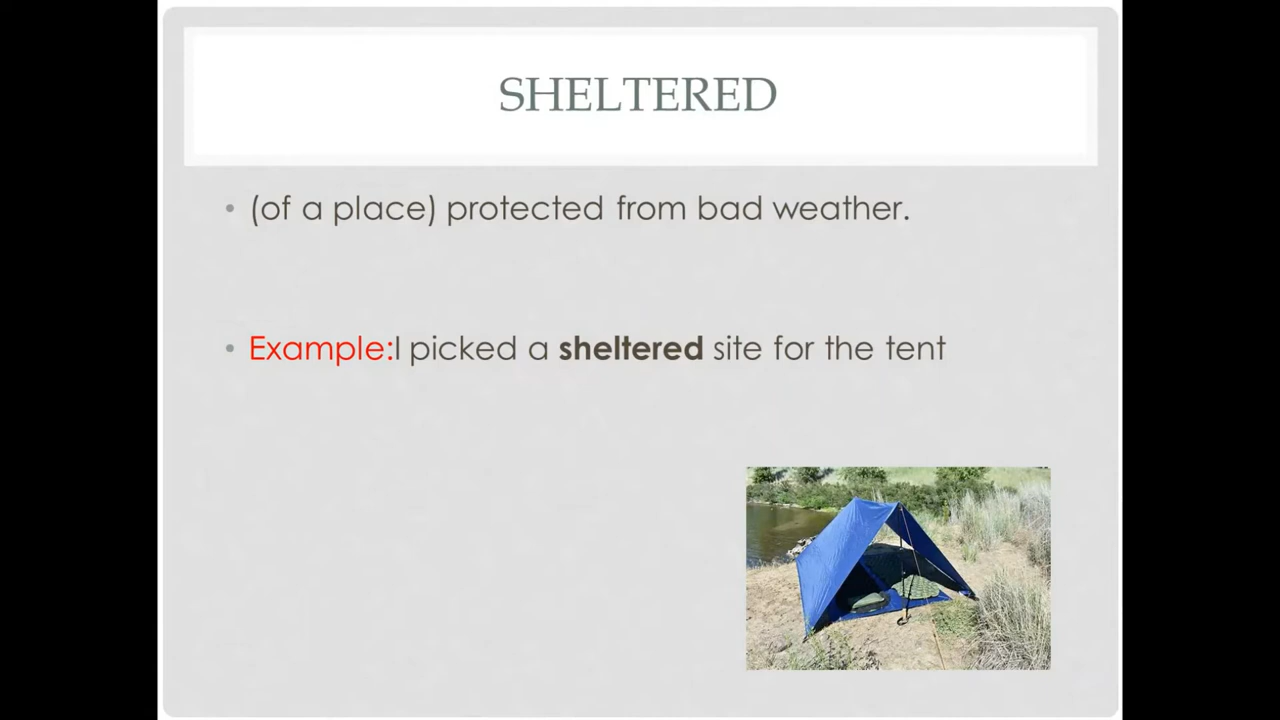 SHELTERED
• (of a place) protected from bad weather.
• Example:I picked a sheltered site for the tent